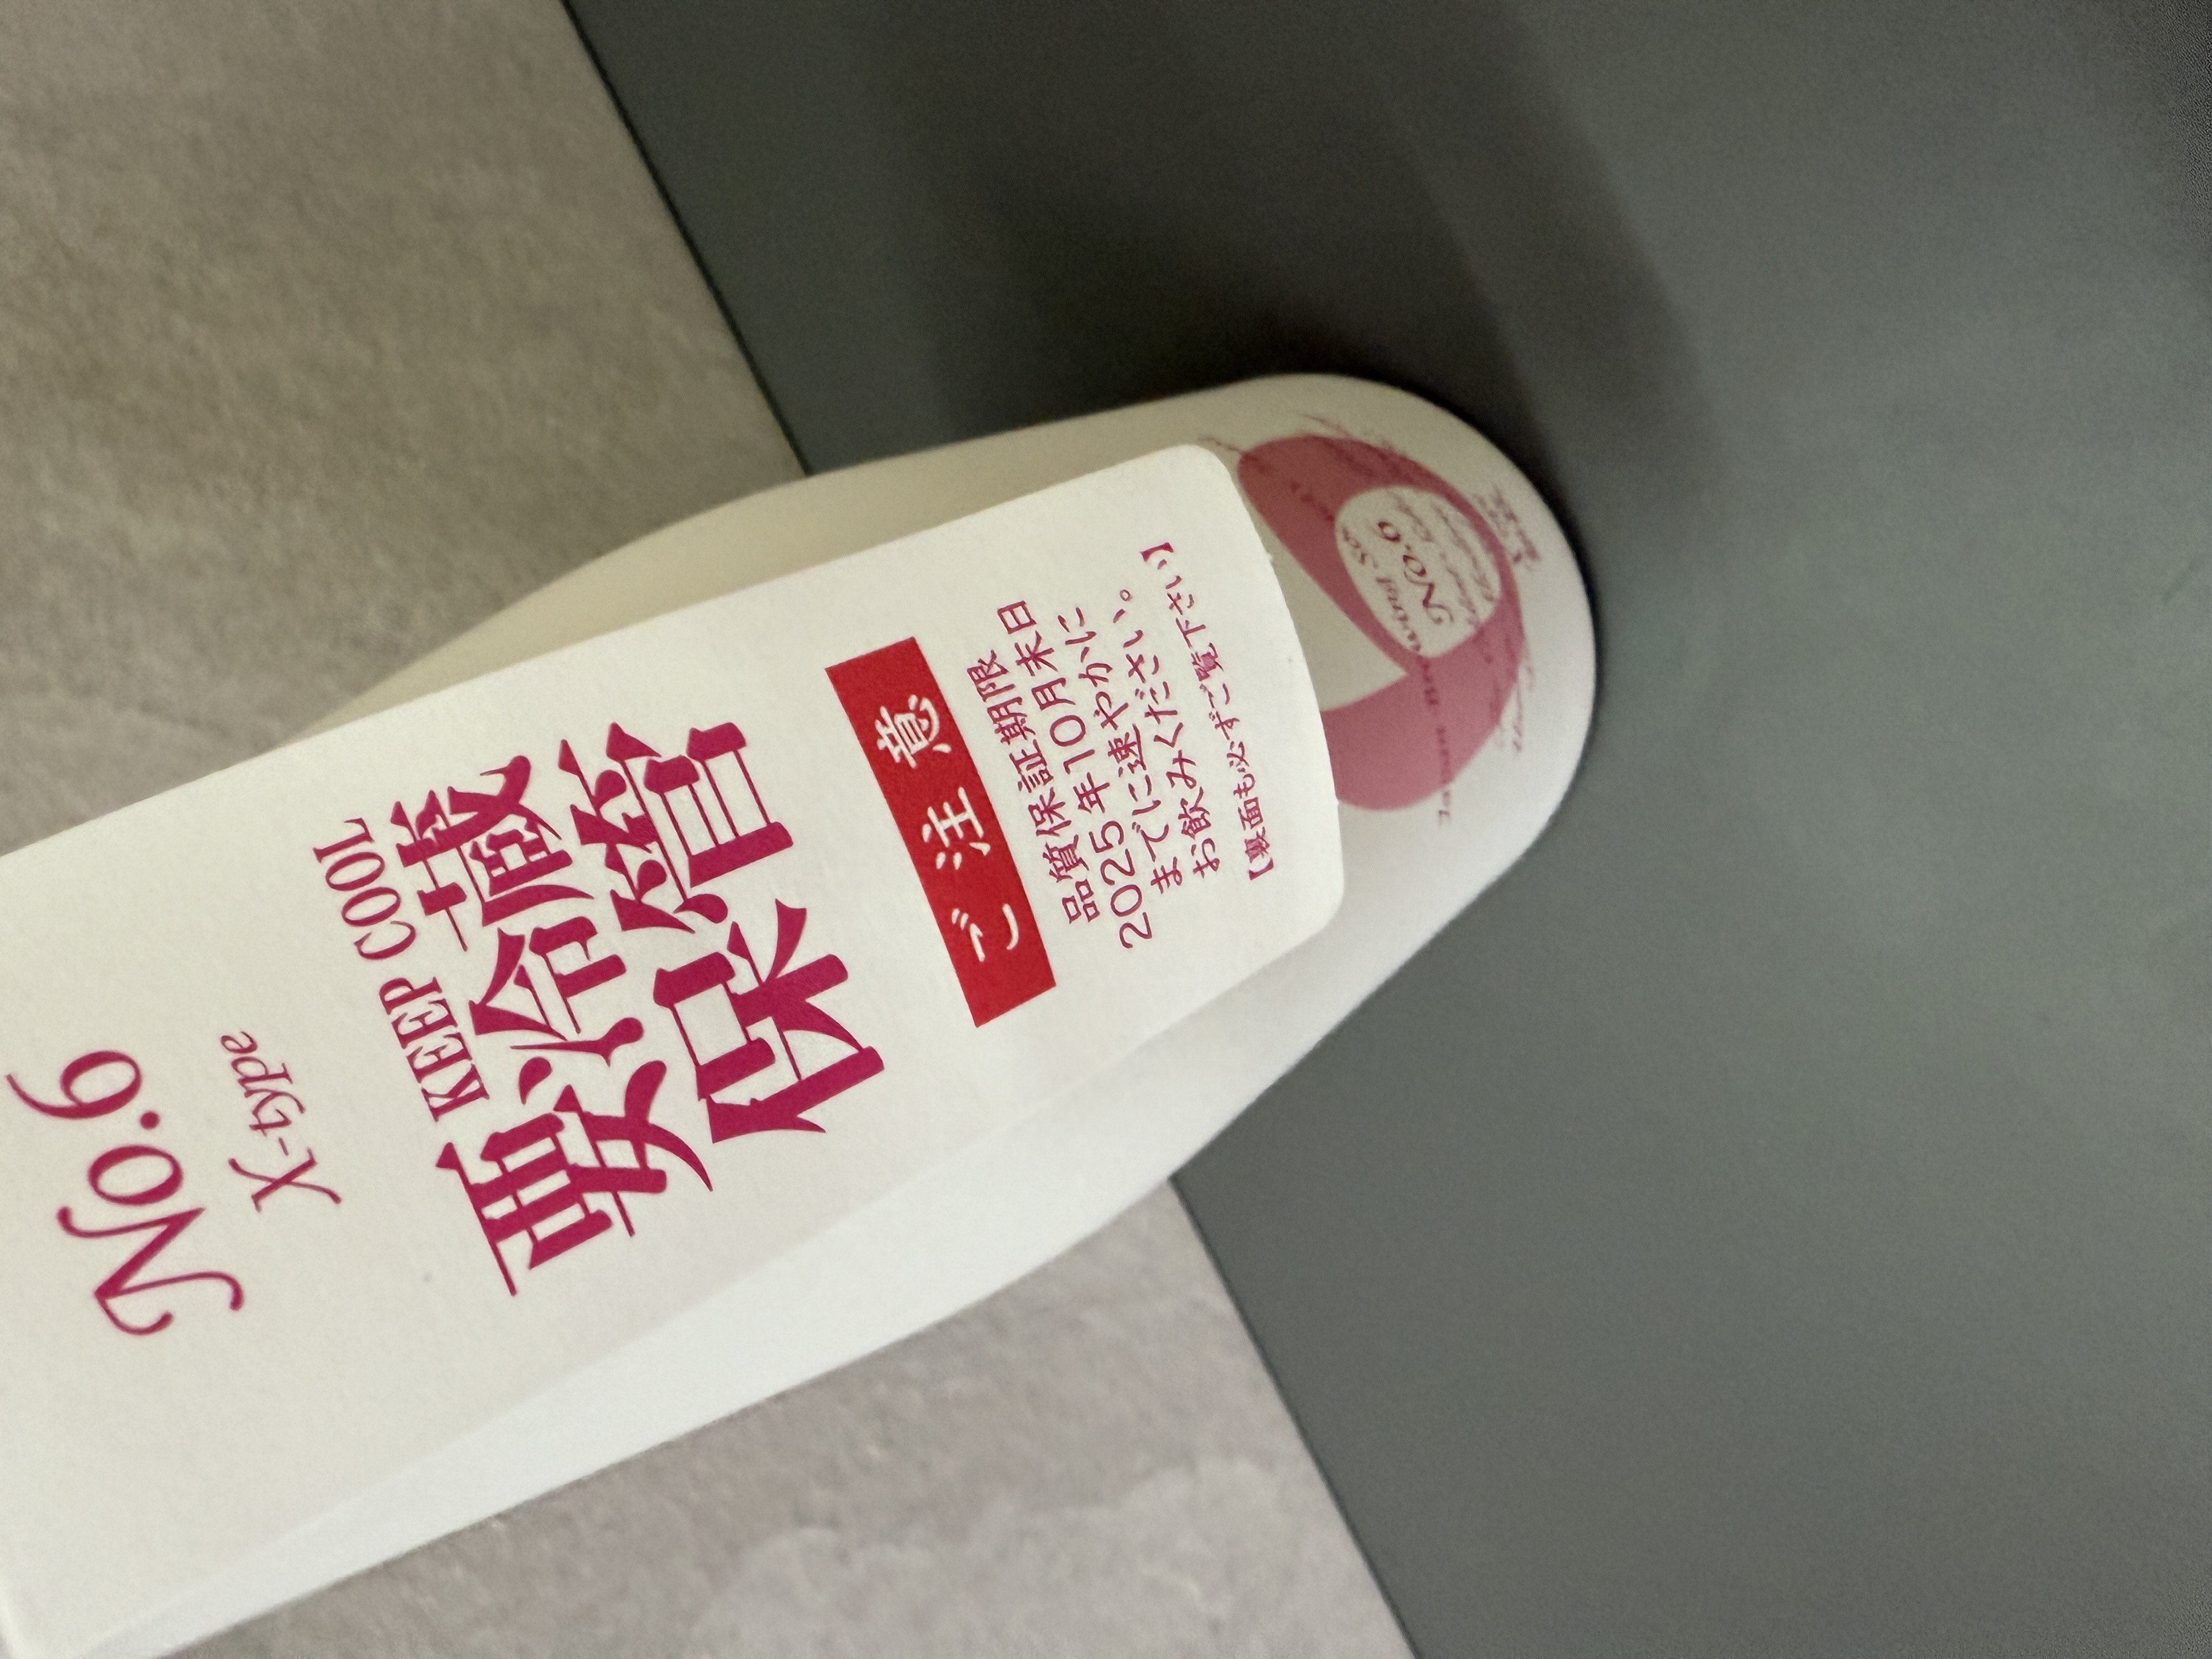 No.6
X-type
KEEP COOL
要冷蔵
保管
ご注意
品質保証期限
2025年10月末日
までに速やかに
お飲みください。
【裏面も必ずご覧下さい】
No.6